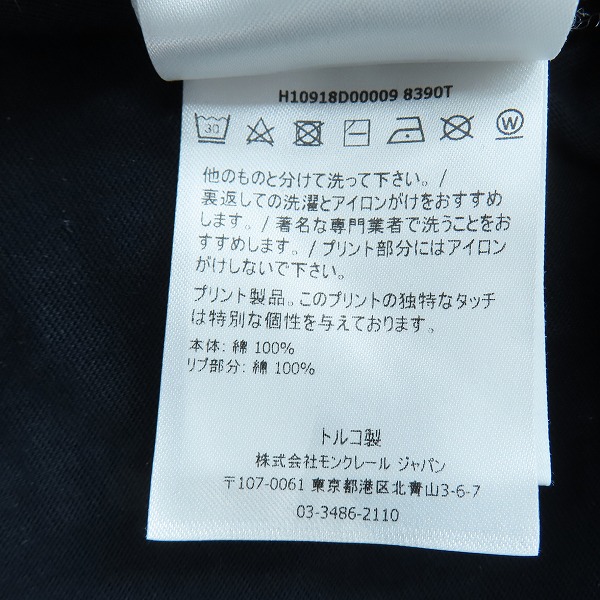 H10918D00009 8390T
30
W
他のものと分けて洗って下さい。/
裏返しての洗濯とアイロンがけをおすすめ
します。/ 著名な専門業者で洗うことをお
すすめします。/ プリント部分にはアイロン
がけしないで下さい。
プリント製品。このプリントの独特なタッチ
は特別な個性を与えております。
本体: 綿 100%
リブ部分: 綿 100%
トルコ製
株式会社モンクレール ジャパン
〒107-0061 東京都港区北青山3-6-7
03-3486-2110